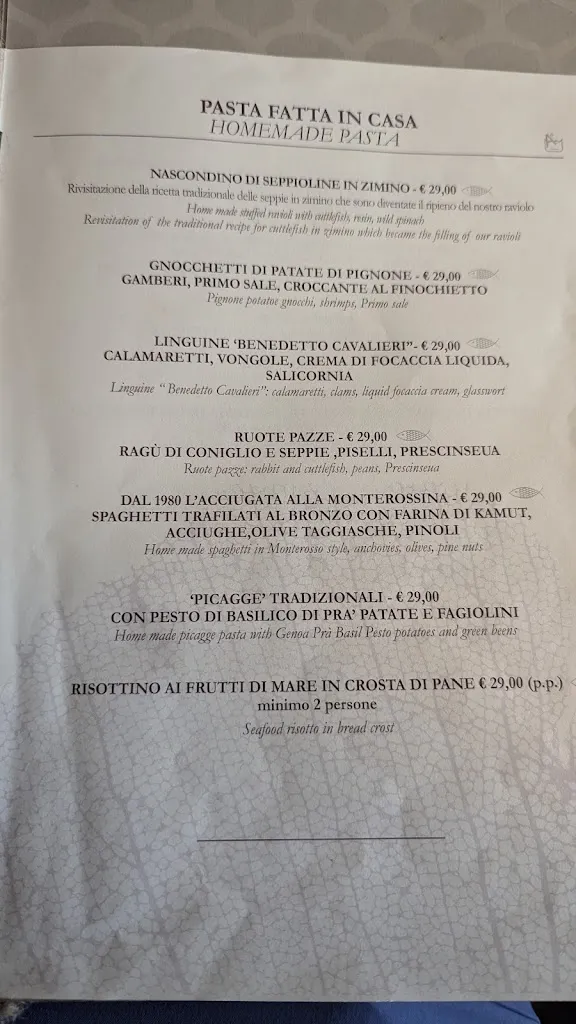 PASTA FATTA IN CASA
HOMEMADE PASTA
NASCONDINO DI SEPPIOLINE IN ZIMINO - € 29,00
Rivisitazione della ricetta tradizionale delle seppie in zimino che sono diventate il ripieno del nostro raviolo
Home made stuffed ravioli with cuttlefish, resin, wild spinach
Revisitation of the traditional recipe for cuttlefish in zimino which became the filling of our ravioli
GNOCCHETTI DI PATATE DI PIGNONE - € 29,00
GAMBERI, PRIMO SALE, CROCCANTE AL FINOCHIETTO
Pignone potatoe gnocchi, shrimps, Primo sale
LINGUINE 'BENEDETTO CAVALIERI”- € 29,00
CALAMARETTI, VONGOLE, CREMA DI FOCACCIA LIQUIDA,
SALICORNIA
Linguine “ Benedetto Cavalieri”: calamaretti, clams, liquid focaccia cream, glasswort
RUOTE PAZZE - € 29,00
RAGÙ DI CONIGLIO E SEPPIE ,PISELLI, PRESCINSEUA
Ruote pazze: rabbit and cuttlefish, peans, Prescinseua
DAL 1980 L'ACCIUGATA ALLA MONTEROSSINA - € 29,00
SPAGHETTI TRAFILATI AL BRONZO CON FARINA DI KAMUT,
ACCIUGHE,OLIVE TAGGIASCHE, PINOLI
Home made spaghetti in Monterosso style, anchovies, olives, pine nuts
'PICAGGE' TRADIZIONALI - € 29,00
CON PESTO DI BASILICO DI PRA' PATATE E FAGIOLINI
Home made picagge pasta with Genoa Prà Basil Pesto potatoes and green beens
RISOTTINO AI FRUTTI DI MARE IN CROSTA DI PANE € 29,00 (p.p.)
minimo 2 persone
Seafood risotto in bread crost